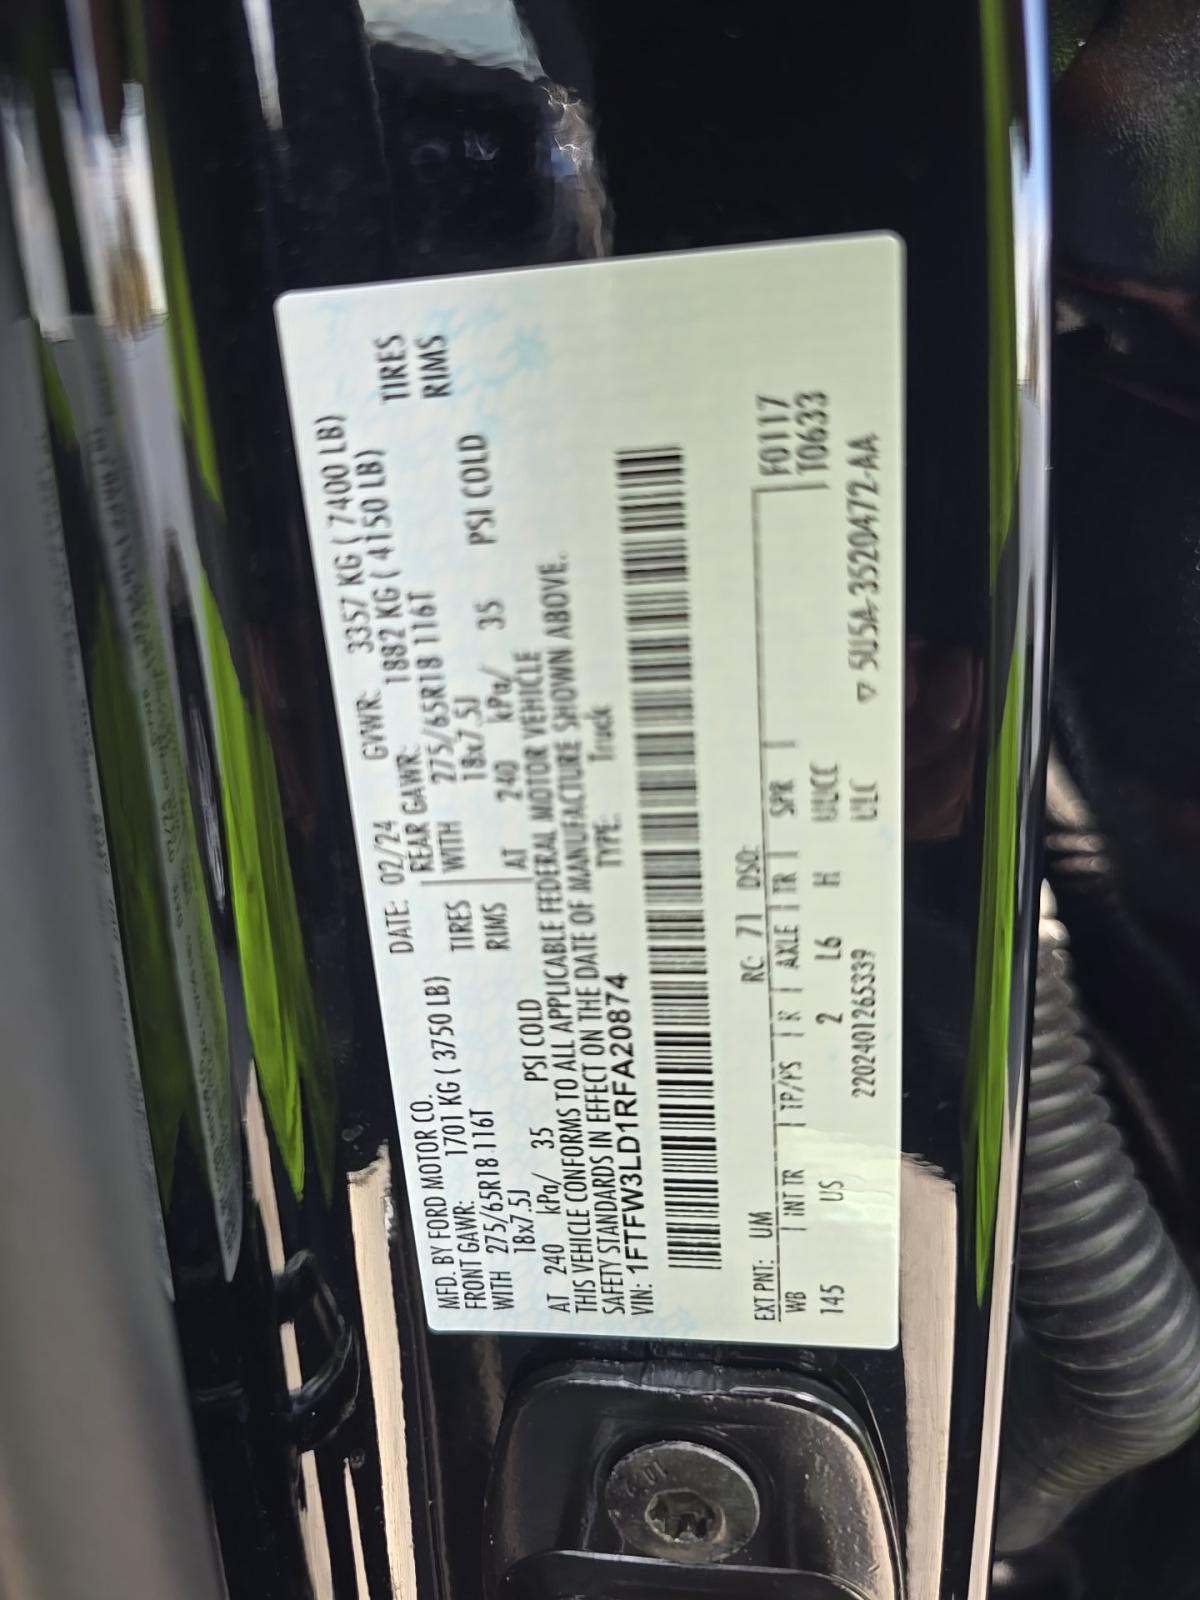 MFD. BY FORD MOTOR CO.
DATE: 02/24 GVWR: 3357 KG ( 7400 LB)
FRONT GAWR: 1701 KG ( 3750 LB)
REAR GAWR: 1882 KG ( 4150 LB)
WITH 275/65R18 116T TIRES
WITH 275/65R18 116T TIRES
18x7.5J RIMS
18x7.5J RIMS
AT 240 kPa/ 35 PSI COLD
AT 240 kPa/ 35 PSI COLD
THIS VEHICLE CONFORMS TO ALL APPLICABLE FEDERAL MOTOR VEHICLE
SAFETY STANDARDS IN EFFECT ON THE DATE OF MANUFACTURE SHOWN ABOVE.
VIN: 1FTFW3LD1RFA20874
TYPE: Truck
F0117
T0633
EXT PNT: UM RC: 71 DSO:
WB INT TR TP/PS R AXLE TR SPR
145 US 2 L6 H
2202401265339
5U5A-3520472-AA